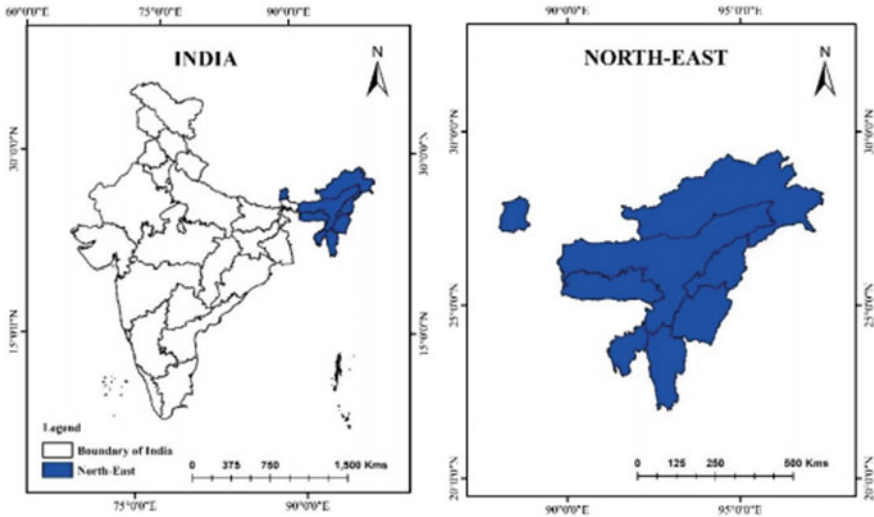 60°0'0"E 75°0'0"E 90°0'0"E
INDIA
N
30°0'0"N
30°0'0"N
15°0'0"N
15°0'0"N
Legend
Boundary of India
North-East
0 375 750 1,500 Kms
75°0'0"E 90°0'0"E
90°0'0"E 95°0'0"E
NORTH-EAST
N
30°0'0"N
30°0'0"N
25°0'0"N
25°0'0"N
20°0'0"N
20°0'0"N
0 125 250 500 Kms
90°0'0"E 95°0'0"E